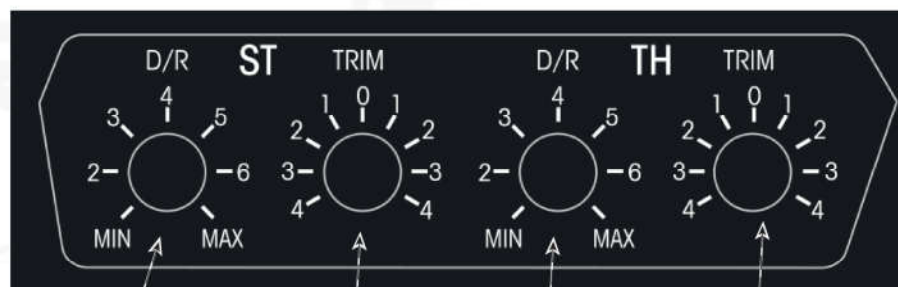 D/R ST TRIM D/R TH TRIM
4 0 4 0
3 5 1 1 3 5 1 1
2 2 2 2
2 6 3 3 2 6 3 3
4 4 4 4
MIN MAX MIN MAX